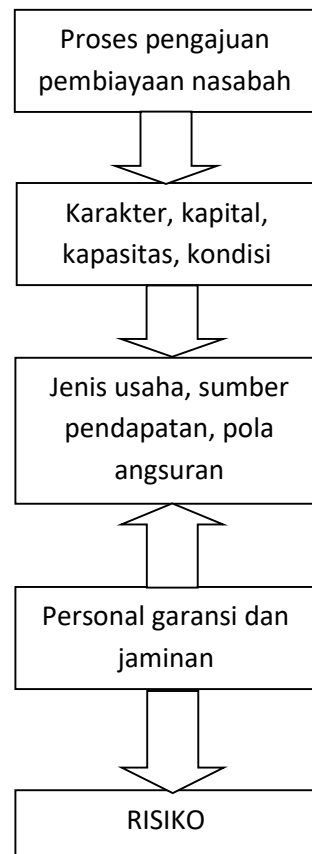 Proses pengajuan
pembiayaan nasabah
Karakter, kapital,
kapasitas, kondisi
Jenis usaha, sumber
pendapatan, pola
angsuran
Personal garansi dan
jaminan
RISIKO